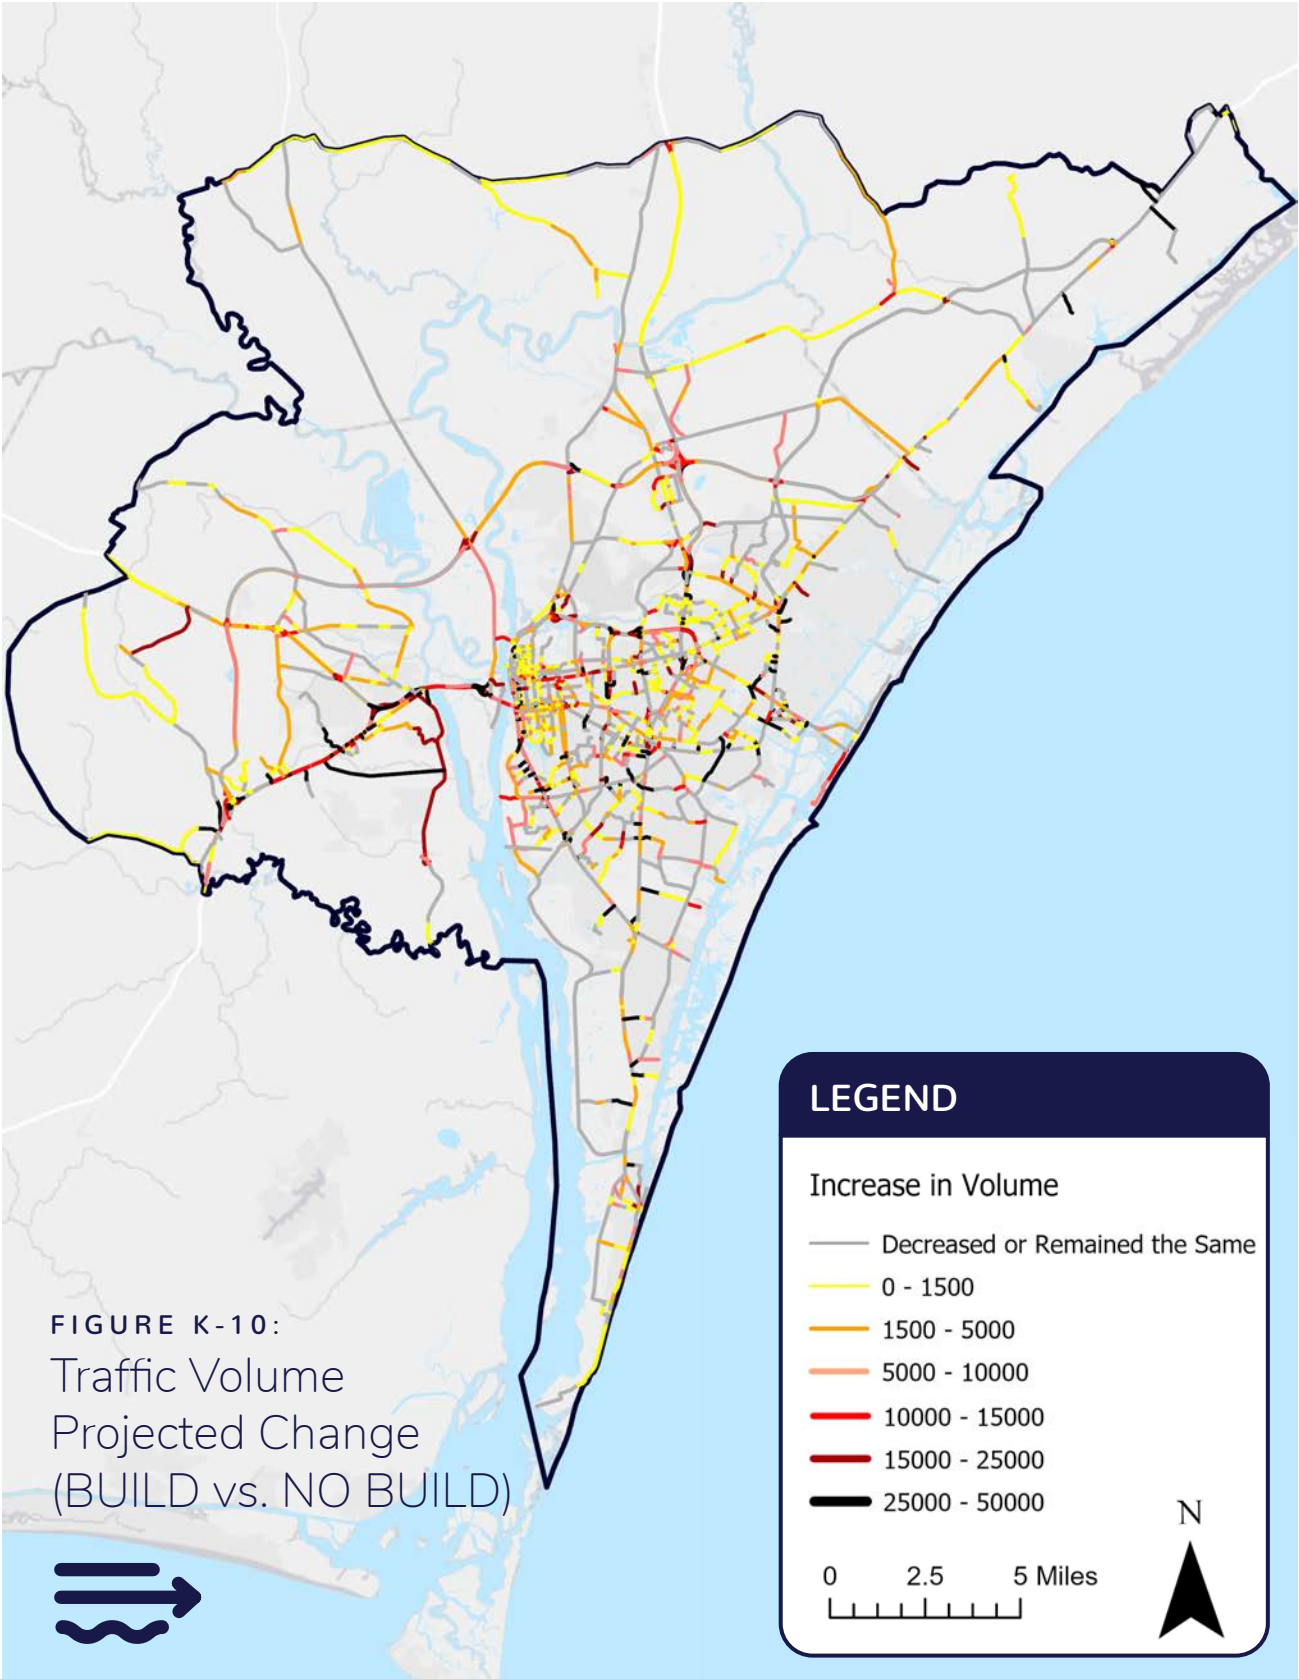 LEGEND
Increase in Volume
Decreased or Remained the Same
0 - 1500
1500 - 5000
5000 - 10000
10000 - 15000
15000 - 25000
25000 - 50000
N
0 2.5 5 Miles
FIGURE K-10:
Traffic Volume
Projected Change
(BUILD vs. NO BUILD)